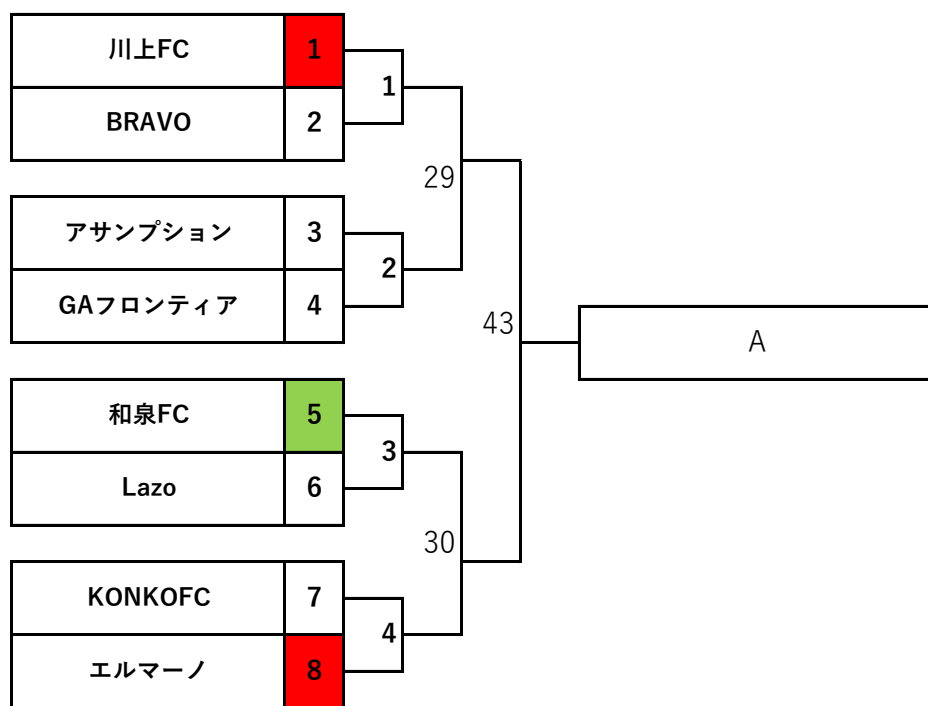 川上FC 1
BRAVO 2
1
29
アサンプション 3
GAフロンティア 4
2
43
A
和泉FC 5
Lazo 6
3
30
KONKOFC 7
エルマーノ 8
4